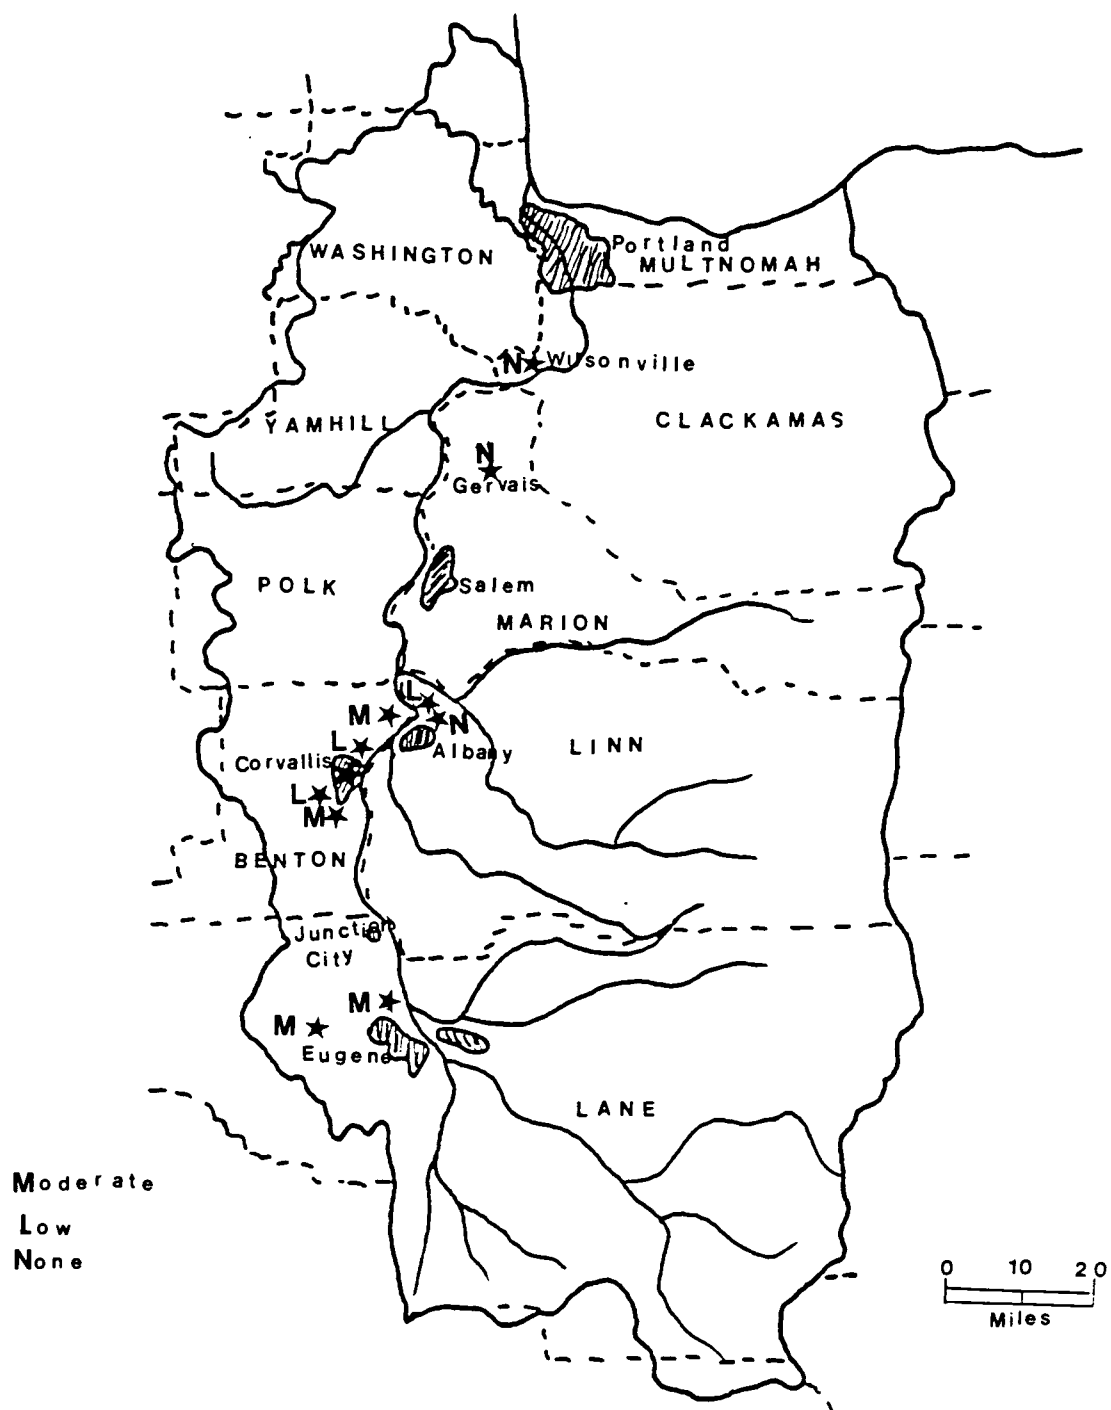 Portland
WASHINGTON
MULTNOMAH
N Wilsonville
YAMHILL
CLACKAMAS
N
Gervais
POLK
Salem
MARION
L
M
N
L
Albany
LINN
Corvallis
L
M
BENTON
Junction
City
M
M
Eugene
LANE
Moderate
Low
None
0 10 20
Miles